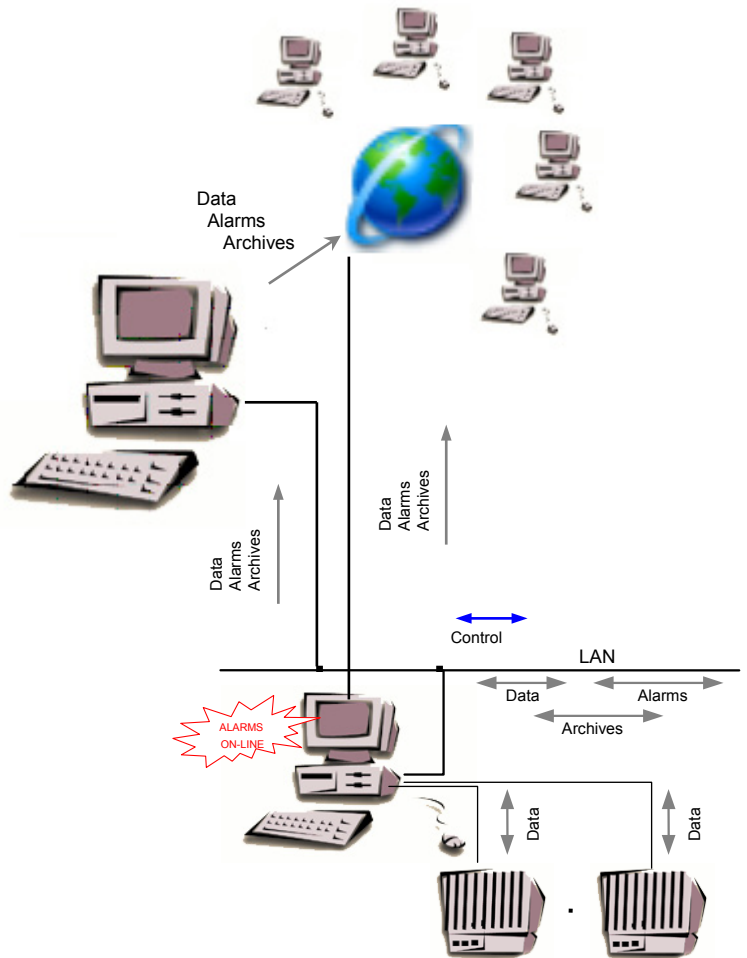 Data
Alarms
Archives
Data
Alarms
Archives
Data
Alarms
Archives
Control
LAN
Data
Alarms
Archives
ALARMS
ON-LINE
Data
Data